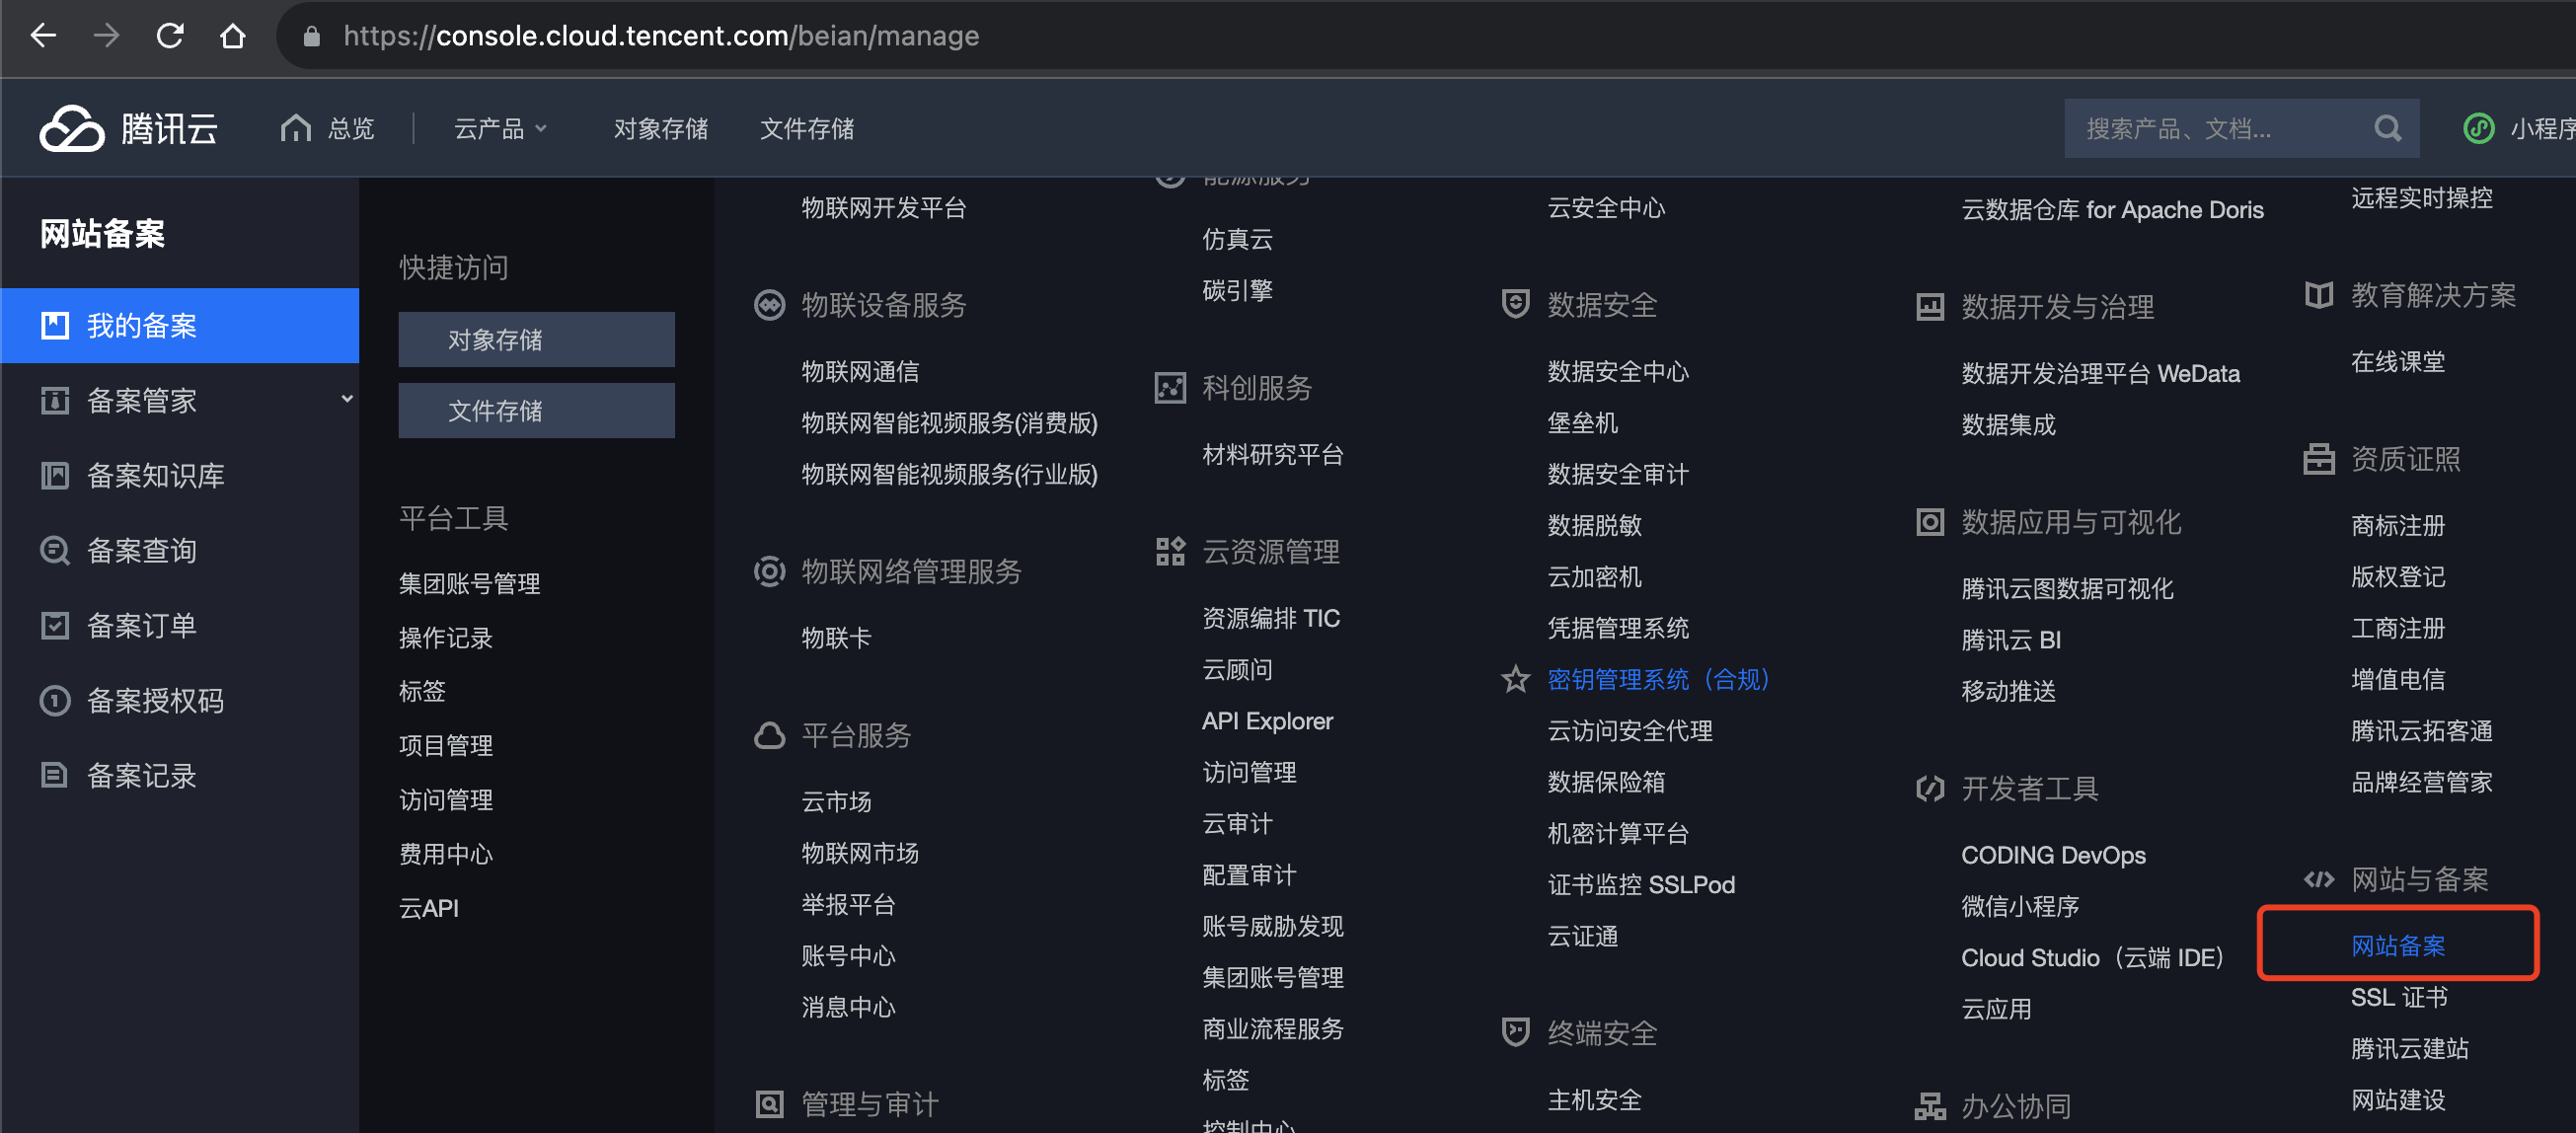 https://console.cloud.tencent.com/beian/manage
腾讯云
总览
云产品
对象存储
文件存储
搜索产品、文档...
小程序
网站备案
我的备案
备案管家
备案知识库
备案查询
备案订单
备案授权码
备案记录
快捷访问
对象存储
文件存储
平台工具
集团账号管理
操作记录
标签
项目管理
访问管理
费用中心
云API
物联网开发平台
物联设备服务
物联网通信
物联网智能视频服务(消费版)
物联网智能视频服务(行业版)
物联网络管理服务
物联卡
平台服务
云市场
物联网市场
举报平台
账号中心
消息中心
管理与审计
能源服务
仿真云
碳引擎
科创服务
材料研究平台
云资源管理
资源编排 TIC
云顾问
API Explorer
访问管理
云审计
配置审计
账号威胁发现
集团账号管理
商业流程服务
标签
控制中心
云安全中心
数据安全
数据安全中心
堡垒机
数据安全审计
数据脱敏
云加密机
凭据管理系统
密钥管理系统（合规）
云访问安全代理
数据保险箱
机密计算平台
证书监控 SSLPod
云证通
终端安全
主机安全
云数据仓库 for Apache Doris
数据开发与治理
数据开发治理平台 WeData
数据集成
数据应用与可视化
腾讯云图数据可视化
腾讯云 BI
移动推送
开发者工具
CODING DevOps
微信小程序
Cloud Studio（云端 IDE）
云应用
办公协同
远程实时操控
教育解决方案
在线课堂
资质证照
商标注册
版权登记
工商注册
增值电信
腾讯云拓客通
品牌经营管家
网站与备案
网站备案
SSL 证书
腾讯云建站
网站建设